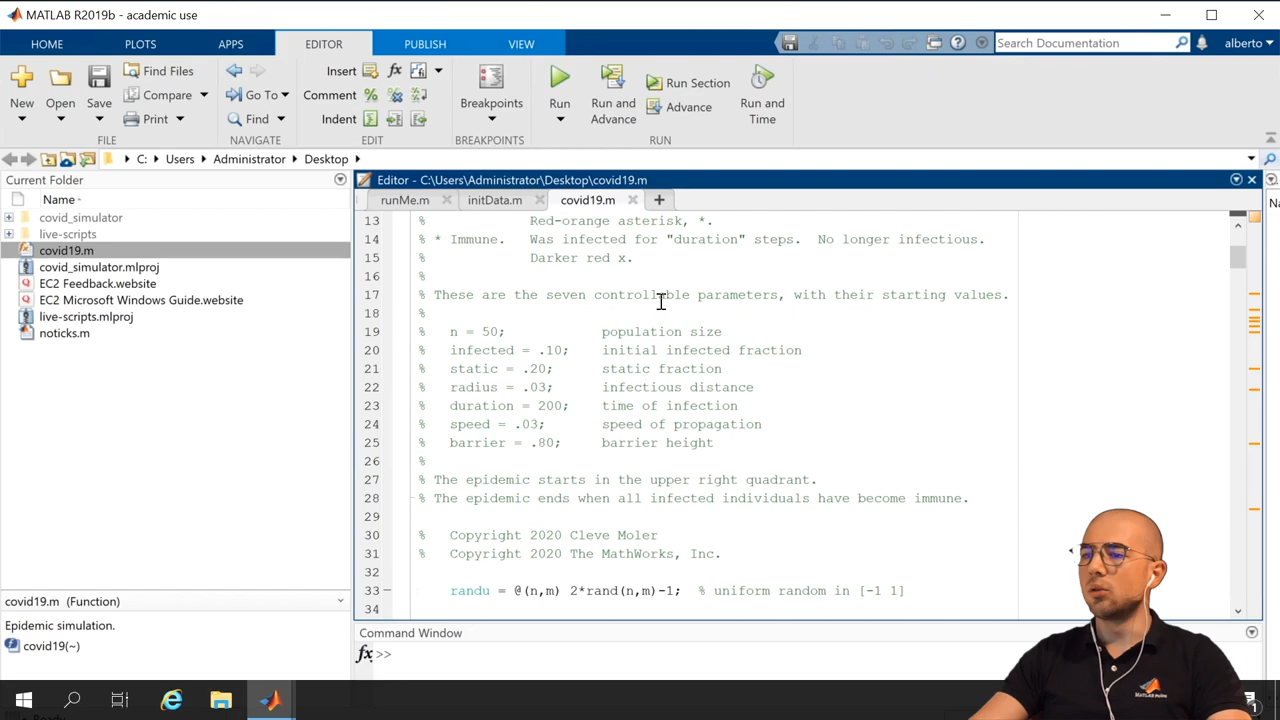 MATLAB R2019b - academic use
HOME PLOTS APPS EDITOR PUBLISH VIEW
Search Documentation
alberto
New
Open
Save
Find Files
Compare
Print
FILE
Go To
Find
NAVIGATE
Insert
Comment
Indent
EDIT
Breakpoints
BREAKPOINTS
Run
Run and Advance
Run Section
Advance
Run and Time
RUN
C: Users Administrator Desktop
Current Folder
Name
covid_simulator
live-scripts
covid19.m
covid_simulator.mlproj
EC2 Feedback.website
EC2 Microsoft Windows Guide.website
live-scripts.mlproj
noticks.m
covid19.m (Function)
Epidemic simulation.
covid19(~)
Editor - C:\Users\Administrator\Desktop\covid19.m
runMe.m initData.m covid19.m
13 % Red-orange asterisk, *.
14 % * Immune. Was infected for "duration" steps. No longer infectious.
15 % Darker red x.
16 %
17 % These are the seven controllable parameters, with their starting values.
18 %
19 % n = 50; population size
20 % infected = .10; initial infected fraction
21 % static = .20; static fraction
22 % radius = .03; infectious distance
23 % duration = 200; time of infection
24 % speed = .03; speed of propagation
25 % barrier = .80; barrier height
26 %
27 % The epidemic starts in the upper right quadrant.
28 % The epidemic ends when all infected individuals have become immune.
29
30 % Copyright 2020 Cleve Moler
31 % Copyright 2020 The MathWorks, Inc.
32
33 randu = @(n,m) 2*rand(n,m)-1; % uniform random in [-1 1]
34
Command Window
fx >>